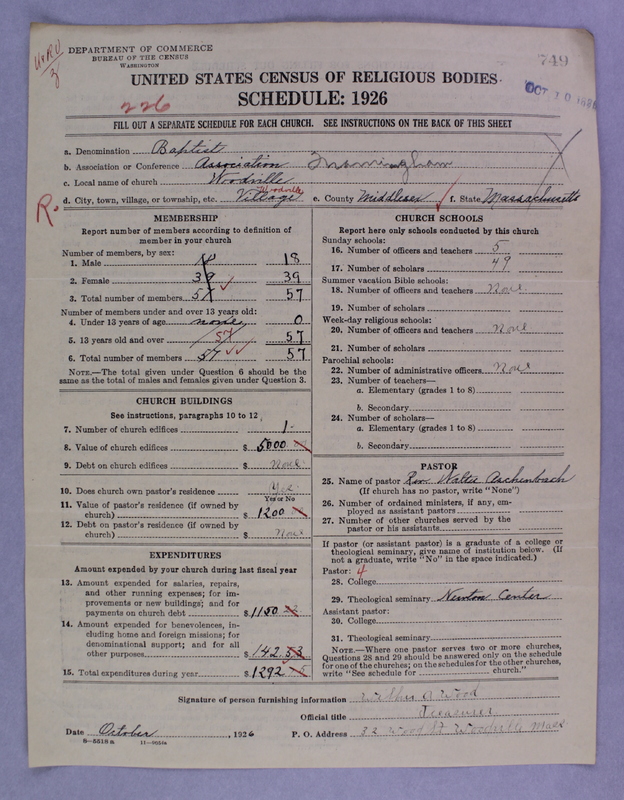 DEPARTMENT OF COMMERCE
BUREAU OF THE CENSUS
WASHINGTON
749
UNITED STATES CENSUS OF RELIGIOUS BODIES
SCHEDULE: 1926
226
FILL OUT A SEPARATE SCHEDULE FOR EACH CHURCH. SEE INSTRUCTIONS ON THE BACK OF THIS SHEET
a. Denomination Baptist
b. Association or Conference Association Framingham
c. Local name of church Woodville
d. City, town, village, or township, etc. Village Woodville e. County Middlesex f. State Massachusetts
R.
MEMBERSHIP
Report number of members according to definition of member in your church
Number of members, by sex:
1. Male 18
2. Female 39 39
3. Total number of members 57 57
Number of members under and over 13 years old:
4. Under 13 years of age none 0
5. 13 years old and over 57 57
6. Total number of members 57 57
NOTE.—The total given under Question 6 should be the same as the total of males and females given under Question 3.
CHURCH BUILDINGS
See instructions, paragraphs 10 to 12
7. Number of church edifices 1
8. Value of church edifices $ 5000
9. Debt on church edifices $ None
10. Does church own pastor's residence Yes
Yes or No
11. Value of pastor's residence (if owned by church) $ 1200
12. Debt on pastor's residence (if owned by church) $ None
EXPENDITURES
Amount expended by your church during last fiscal year
13. Amount expended for salaries, repairs, and other running expenses; for improvements or new buildings; and for payments on church debt $ 1150
14. Amount expended for benevolences, including home and foreign missions; for denominational support; and for all other purposes $ 142.53
15. Total expenditures during year $ 1292
CHURCH SCHOOLS
Report here only schools conducted by this church
Sunday schools:
16. Number of officers and teachers 5
17. Number of scholars 49
Summer vacation Bible schools:
18. Number of officers and teachers None
19. Number of scholars
Week-day religious schools:
20. Number of officers and teachers None
21. Number of scholars
Parochial schools:
22. Number of administrative officers None
23. Number of teachers—
a. Elementary (grades 1 to 8)
b. Secondary
24. Number of scholars—
a. Elementary (grades 1 to 8)
b. Secondary
PASTOR
25. Name of pastor Rev. Walter Aschenbach
(If church has no pastor, write "None")
26. Number of ordained ministers, if any, employed as assistant pastors
27. Number of other churches served by the pastor or his assistants
If pastor (or assistant pastor) is a graduate of a college or theological seminary, give name of institution below. (If not a graduate, write "No" in the space indicated.)
Pastor: 4
28. College
29. Theological seminary Newton Center
Assistant pastor:
30. College
31. Theological seminary
NOTE.—Where one pastor serves two or more churches, Questions 28 and 29 should be answered only on the schedule for one of the churches; on the schedules for the other churches, write "See schedule for church."
Signature of person furnishing information A Wood
Official title Treasurer
Date October , 1926 P. O. Address 32 Wood St Woodville Mass
8—5518a 11—9051a